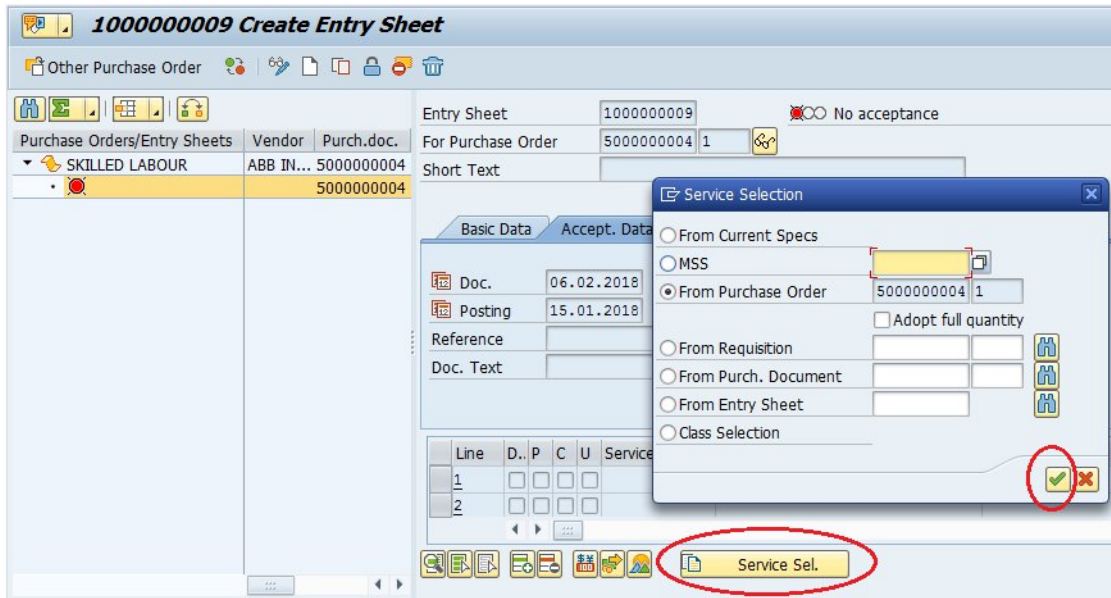 1000000009 Create Entry Sheet
Other Purchase Order
Purchase Orders/Entry Sheets Vendor Purch.doc.
SKILLED LABOUR ABB IN... 5000000004
5000000004
Entry Sheet 1000000009 No acceptance
For Purchase Order 5000000004 1
Short Text
Basic Data Accept. Data
Doc. 06.02.2018
Posting 15.01.2018
Reference
Doc. Text
Line D.. P C U Service
1
2
Service Sel.
Service Selection
From Current Specs
MSS
From Purchase Order 5000000004 1
Adopt full quantity
From Requisition
From Purch. Document
From Entry Sheet
Class Selection